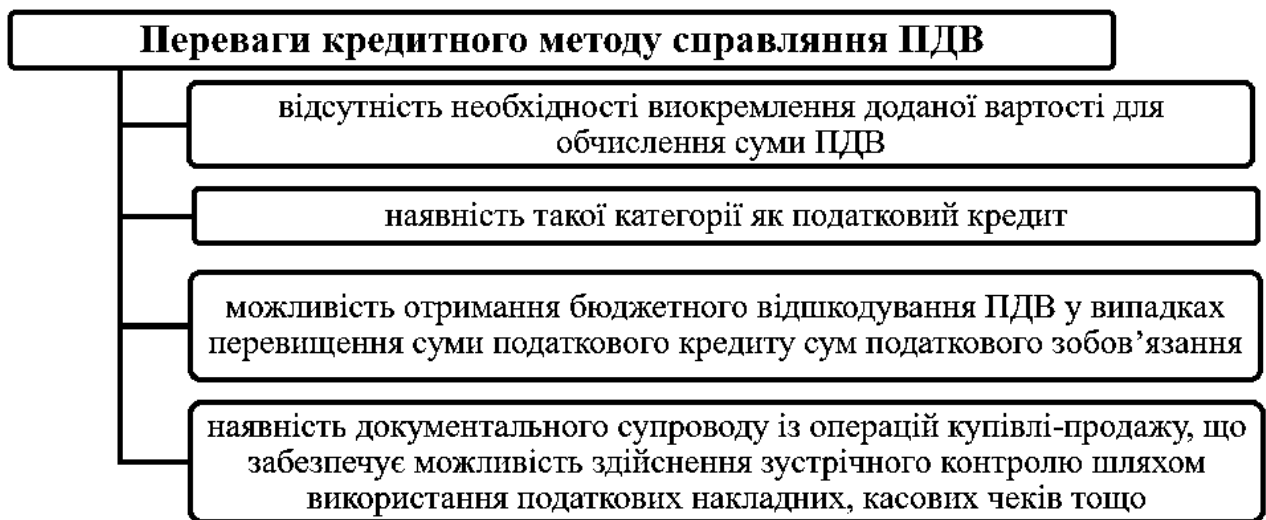 Переваги кредитного методу справляння ПДВ
відсутність необхідності виокремлення доданої вартості для
обчислення суми ПДВ
наявність такої категорії як податковий кредит
можливість отримання бюджетного відшкодування ПДВ у випадках
перевищення суми податкового кредиту сум податкового зобов’язання
наявність документального супроводу із операцій купівлі-продажу, що
забезпечує можливість здійснення зустрічного контролю шляхом
використання податкових накладних, касових чеків тощо